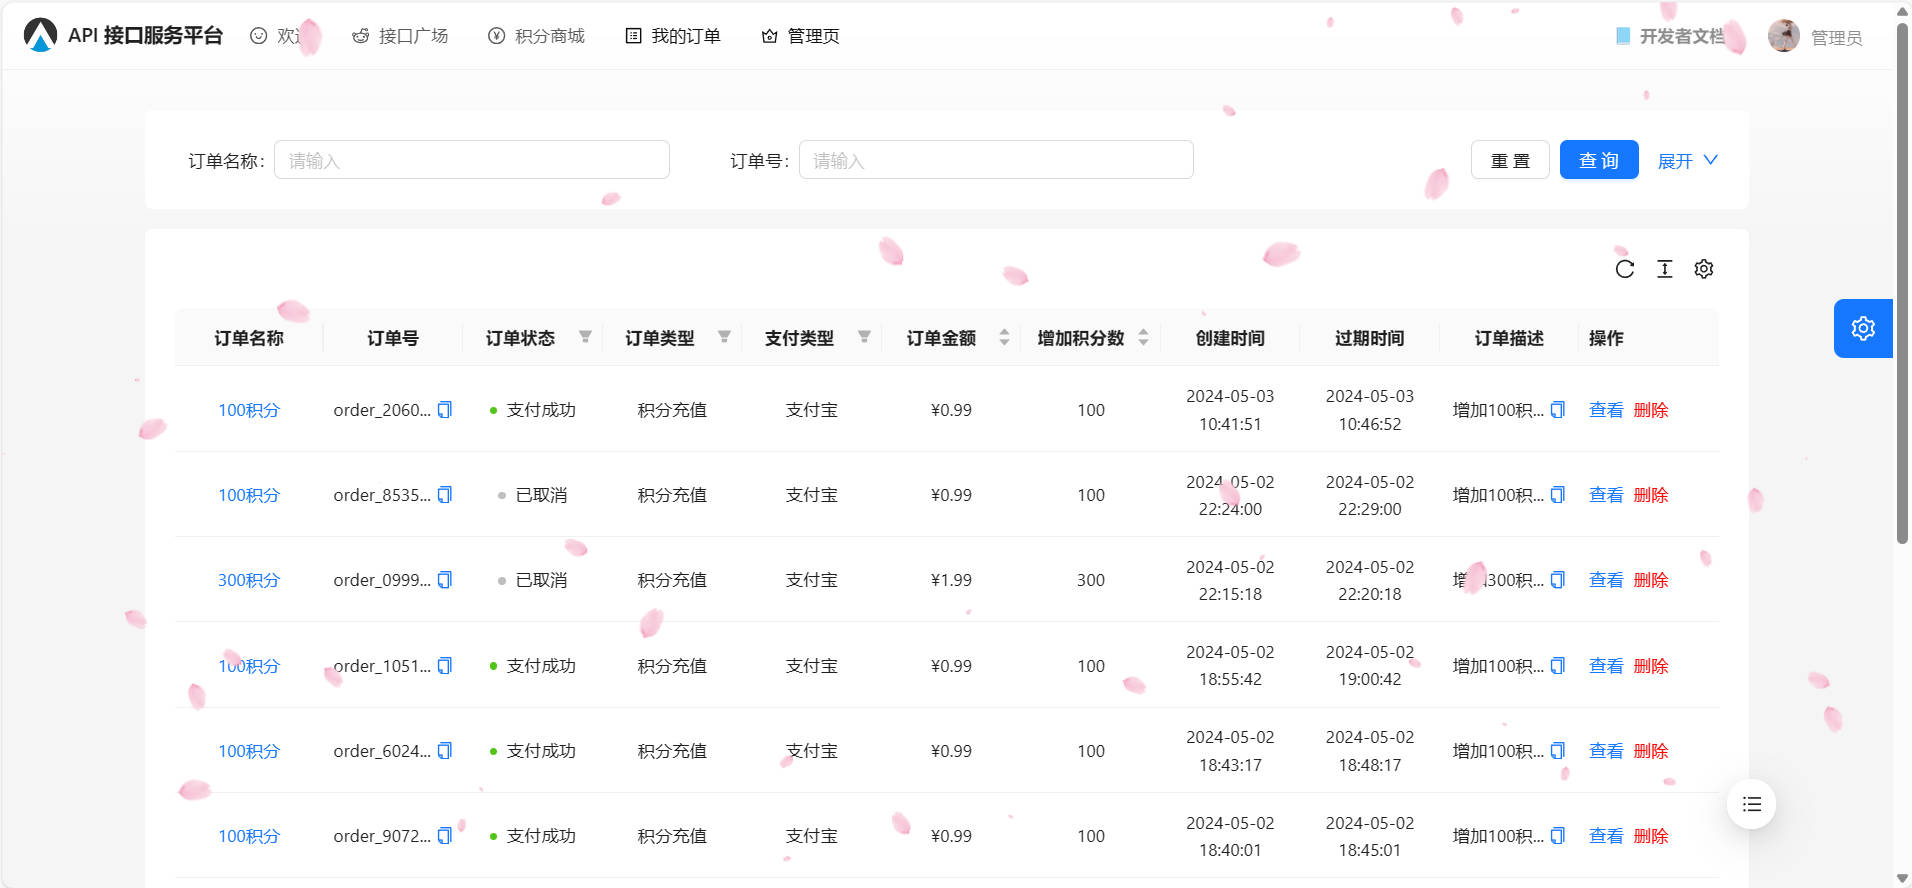 API 接口服务平台 欢 接口广场 积分商城 我的订单 管理页 开发者文档 管理员
订单名称: 请输入 订单号: 请输入 重 置 查 询 展开
订单名称 订单号 订单状态 订单类型 支付类型 订单金额 增加积分数 创建时间 过期时间 订单描述 操作
100积分 order_2060... 支付成功 积分充值 支付宝 ¥0.99 100 2024-05-03 10:41:51 2024-05-03 10:46:52 增加100积... 查看 删除
100积分 order_8535... 已取消 积分充值 支付宝 ¥0.99 100 2024-05-02 22:24:00 2024-05-02 22:29:00 增加100积... 查看 删除
300积分 order_0999... 已取消 积分充值 支付宝 ¥1.99 300 2024-05-02 22:15:18 2024-05-02 22:20:18 增加300积... 查看 删除
100积分 order_1051... 支付成功 积分充值 支付宝 ¥0.99 100 2024-05-02 18:55:42 2024-05-02 19:00:42 增加100积... 查看 删除
100积分 order_6024... 支付成功 积分充值 支付宝 ¥0.99 100 2024-05-02 18:43:17 2024-05-02 18:48:17 增加100积... 查看 删除
100积分 order_9072... 支付成功 积分充值 支付宝 ¥0.99 100 2024-05-02 18:40:01 2024-05-02 18:45:01 增加100积... 查看 删除